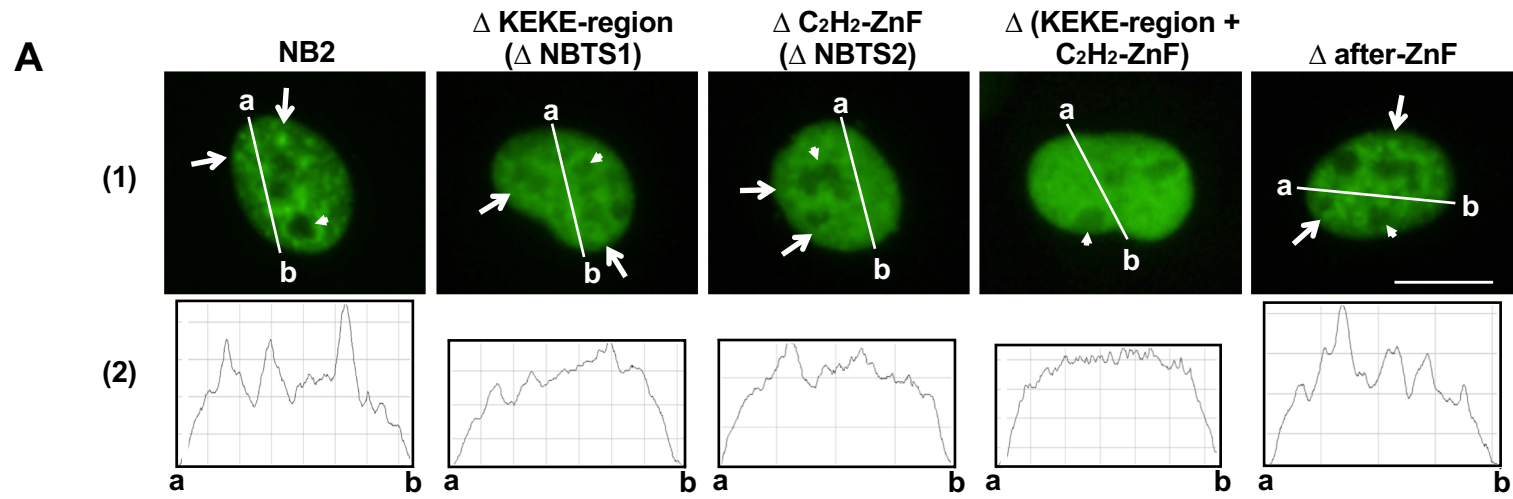 A
NB2
Δ KEKE-region
(Δ NBTS1)
Δ C2H2-ZnF
(Δ NBTS2)
Δ (KEKE-region +
C2H2-ZnF)
Δ after-ZnF
(1)
a
b
a
b
a
b
a
b
a
b
(2)
a
b
a
b
a
b
a
b
a
b